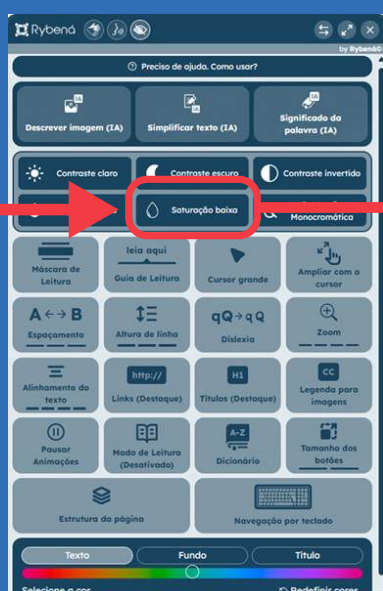 Rybená
by Rybená©
Preciso de ajuda. Como usar?
Descrever imagem (IA)
Simplificar texto (IA)
Significado da
palavra (IA)
Contraste claro
Contraste escuro
Contraste invertido
Saturação baixa
Monocromática
Máscara de
Leitura
leia aqui
Guia de Leitura
Cursor grande
Ampliar com o
cursor
A ↔ B
Espaçamento
Altura de linha
qQ→qQ
Dislexia
Zoom
Alinhamento do
texto
http://
Links (Destaque)
H1
Títulos (Destaque)
CC
Legenda para
imagens
Pausar
Animações
Modo de Leitura
(Desativado)
A-Z
Dicionário
Tamanho dos
botões
Estrutura da página
Navegação por teclado
Texto
Fundo
Título
Selecione a cor
Redefinir cores